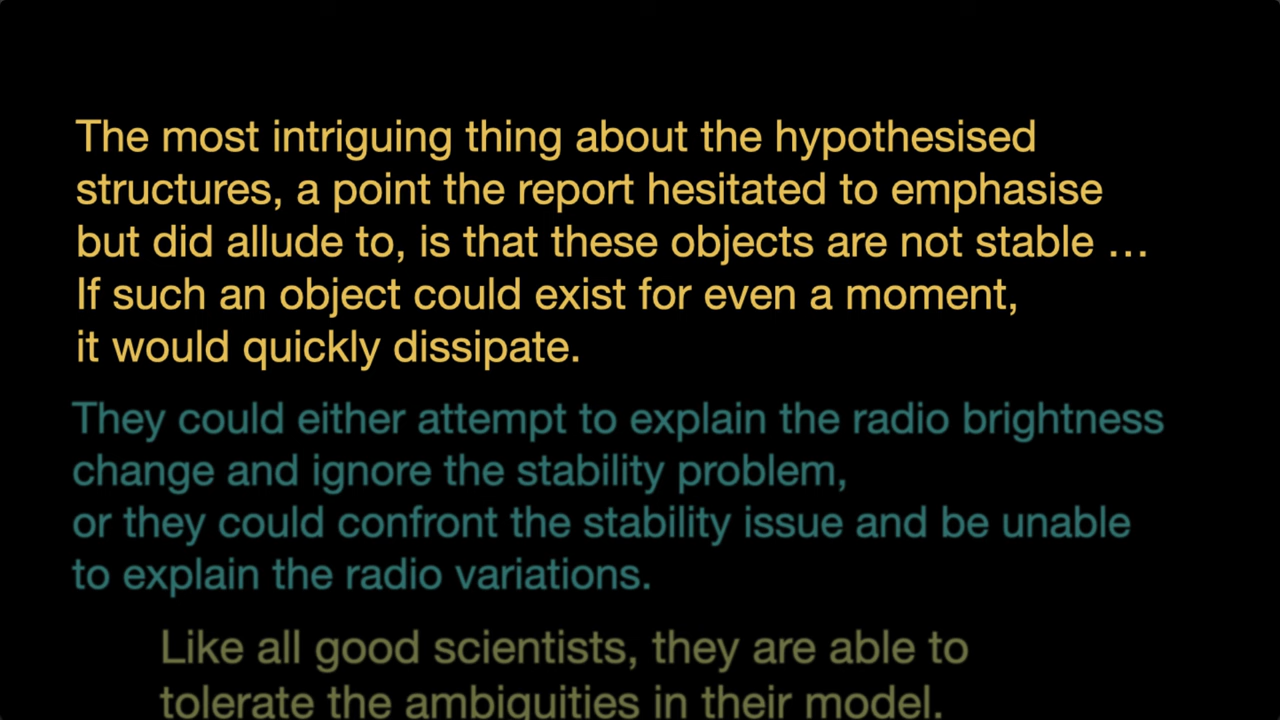 The most intriguing thing about the hypothesised
structures, a point the report hesitated to emphasise
but did allude to, is that these objects are not stable …
If such an object could exist for even a moment,
it would quickly dissipate.
They could either attempt to explain the radio brightness
change and ignore the stability problem,
or they could confront the stability issue and be unable
to explain the radio variations.
Like all good scientists, they are able to
tolerate the ambiguities in their model.